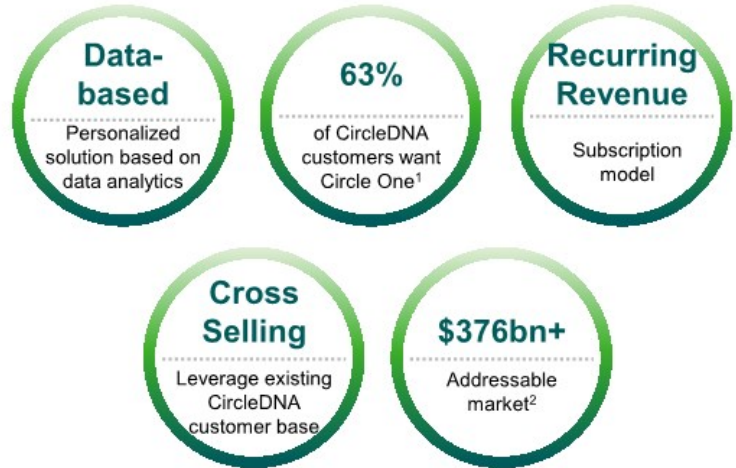 Data-
based
Personalized
solution based on
data analytics
63%
of CircleDNA
customers want
Circle One¹
Recurring
Revenue
Subscription
model
Cross
Selling
Leverage existing
CircleDNA
customer base
$376bn+
Addressable
market²